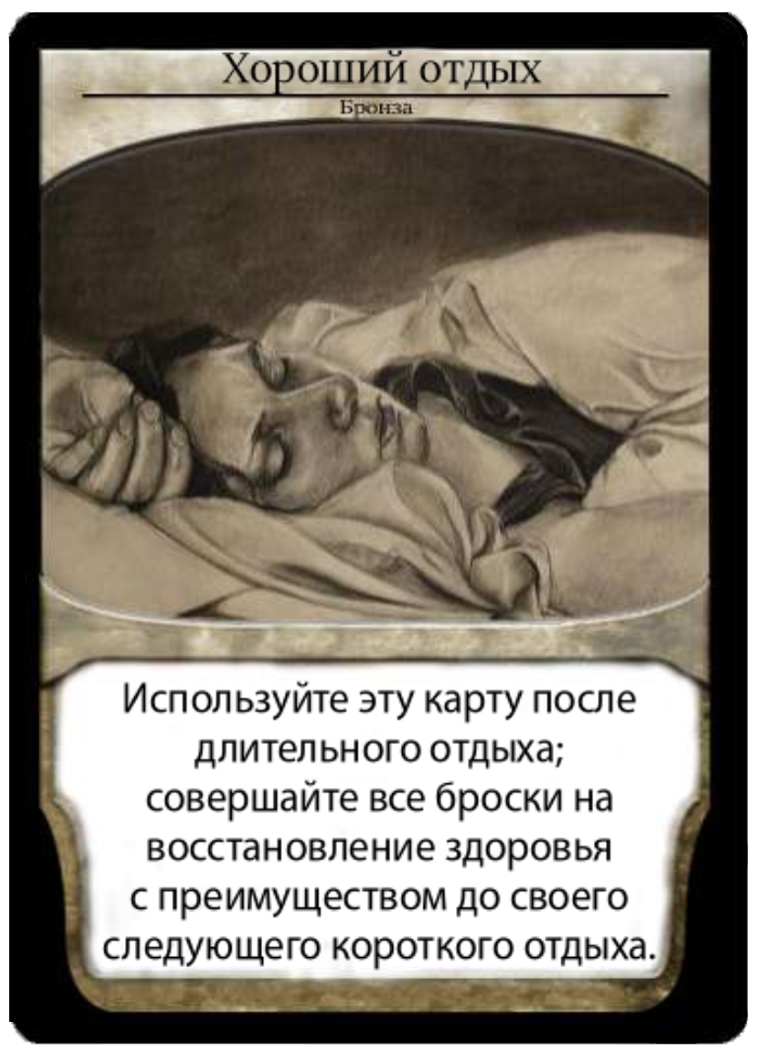 Хороший отдых
Бронза
Используйте эту карту после
длительного отдыха;
совершайте все броски на
восстановление здоровья
с преимуществом до своего
следующего короткого отдыха.